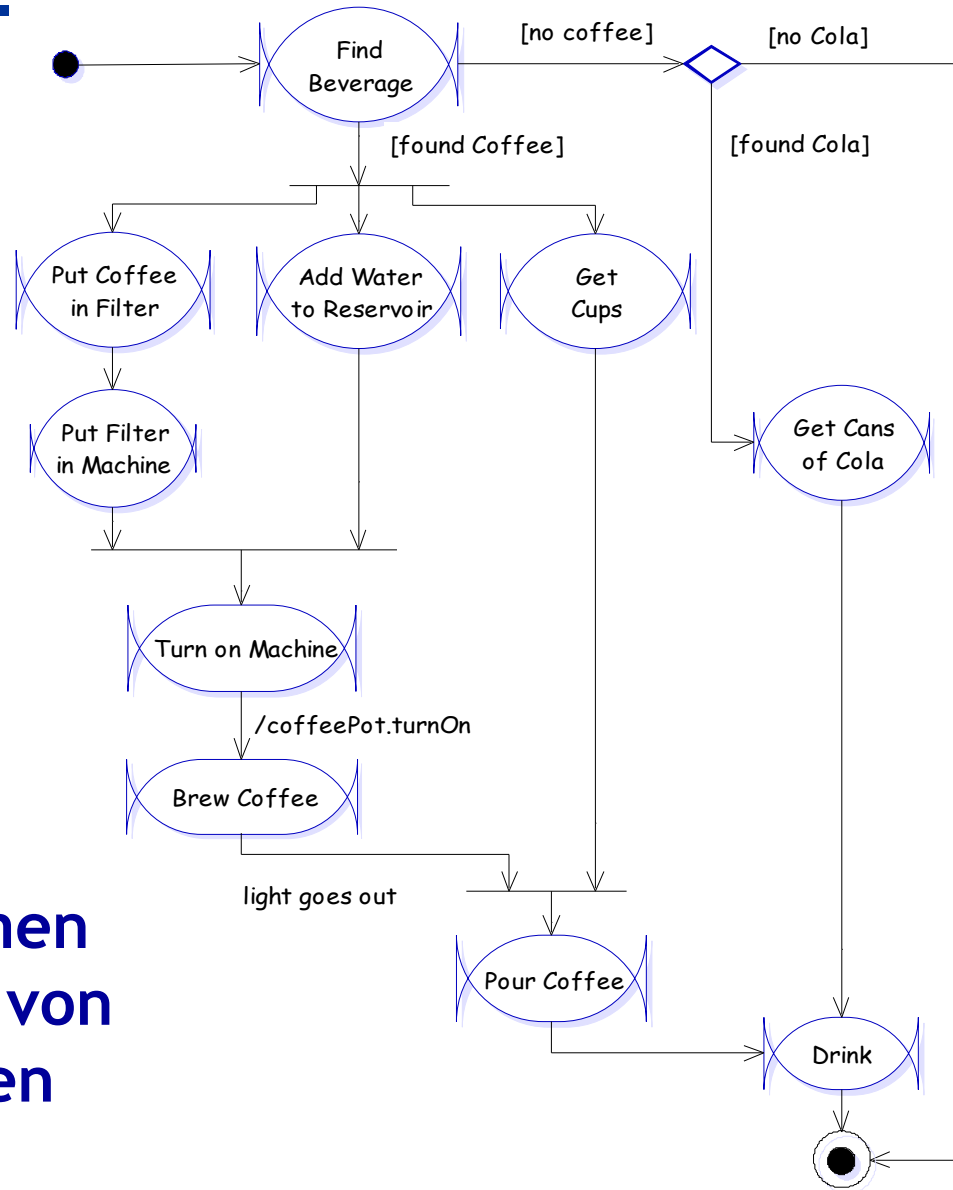 Find
Beverage
[no coffee]
[no Cola]
[found Coffee]
[found Cola]
Put Coffee
in Filter
Add Water
to Reservoir
Get
Cups
Put Filter
in Machine
Get Cans
of Cola
Turn on Machine
/coffeePot.turnOn
Brew Coffee
light goes out
Pour Coffee
Drink
von